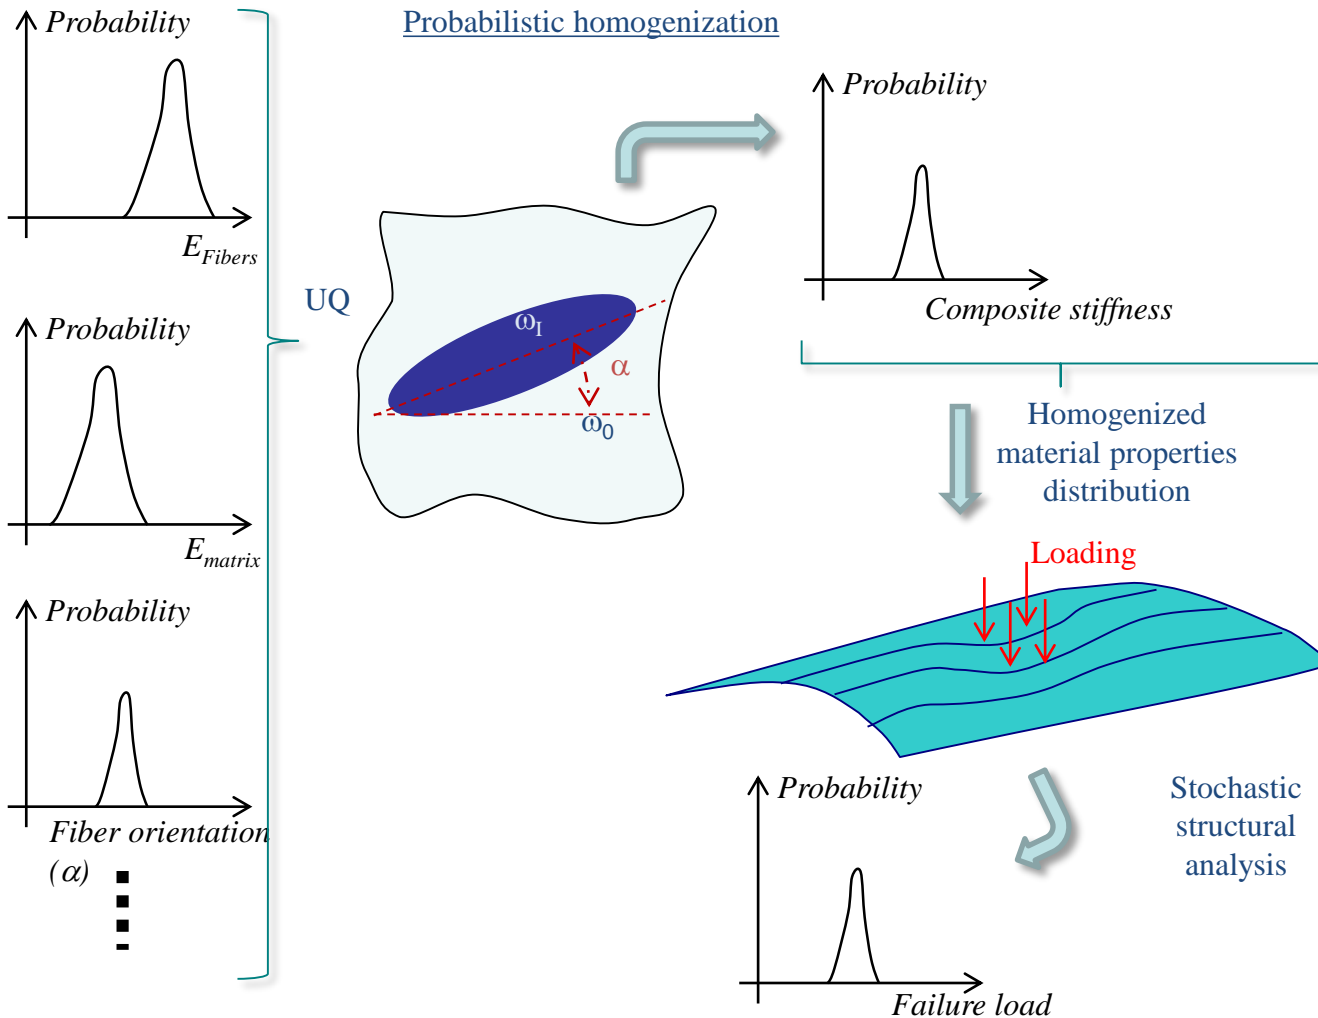 Probabilistic homogenization
Probability
E_Fibers
Probability
E_matrix
Probability
Fiber orientation
(α)
UQ
ω_I
α
ω_0
Probability
Composite stiffness
Homogenized
material properties
distribution
Loading
Stochastic
structural
analysis
Probability
Failure load